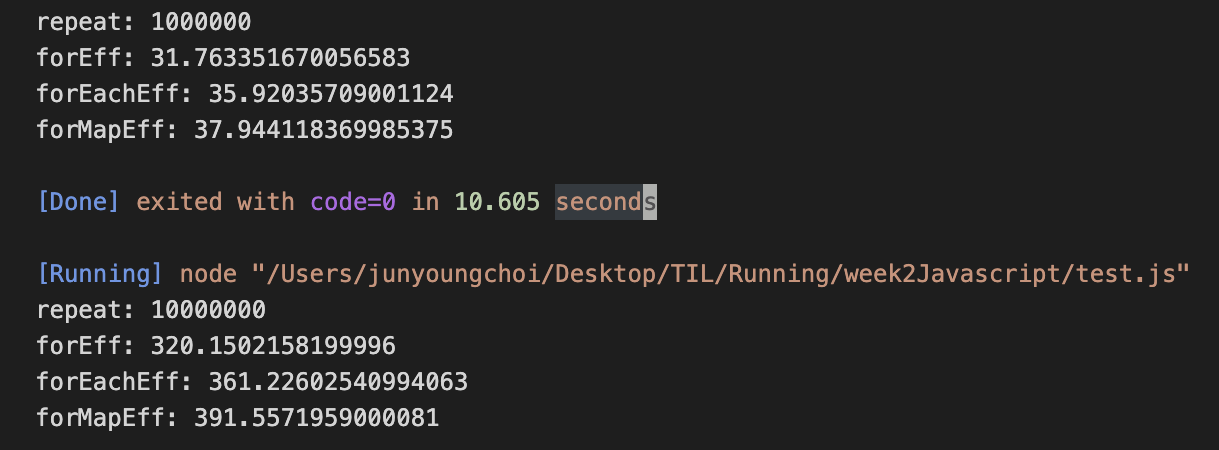 repeat: 1000000
forEff: 31.763351670056583
forEachEff: 35.92035709001124
forMapEff: 37.944118369985375
[Done] exited with code=0 in 10.605 seconds
[Running] node "/Users/junyoungchoi/Desktop/TIL/Running/week2Javascript/test.js"
repeat: 10000000
forEff: 320.1502158199996
forEachEff: 361.22602540994063
forMapEff: 391.5571959000081